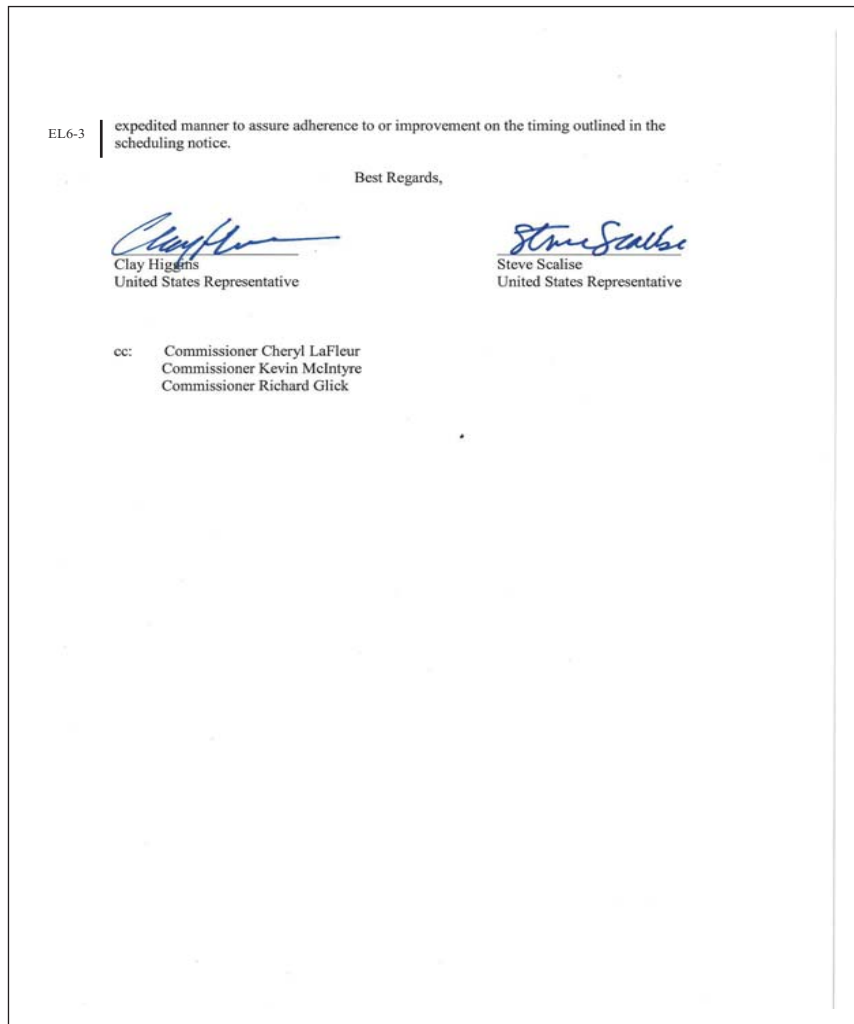 EL6-3
expedited manner to assure adherence to or improvement on the timing outlined in the
scheduling notice.
Best Regards,
Clay Higgins
United States Representative
Steve Scalise
Steve Scalise
United States Representative
cc: Commissioner Cheryl LaFleur
Commissioner Kevin McIntyre
Commissioner Richard Glick